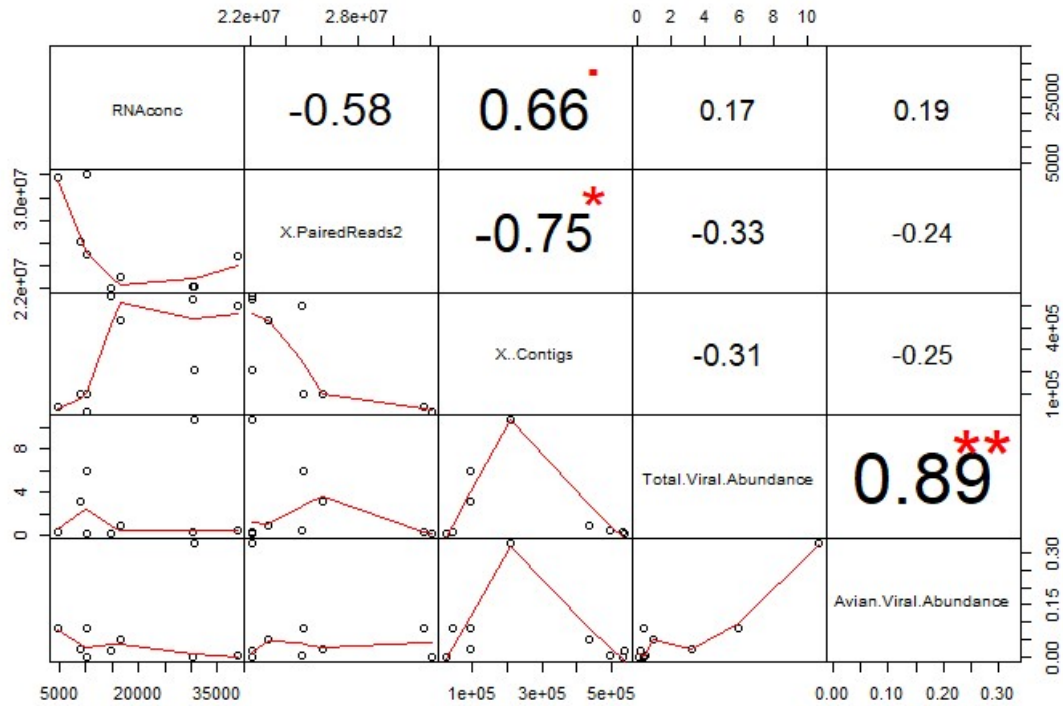 2.2e+07 2.8e+07 0 2 4 6 8 10
RNAconc -0.58 0.66 . 0.17 0.19 5000 25000
2.2e+07 3.0e+07 X.PairedReads2 -0.75 * -0.33 -0.24
X..Contigs -0.31 -0.25 1e+05 4e+05
0 4 8 Total.Viral.Abundance 0.89 **
Avian.Viral.Abundance 0.00 0.15 0.30
5000 20000 35000 1e+05 3e+05 5e+05 0.00 0.10 0.20 0.30